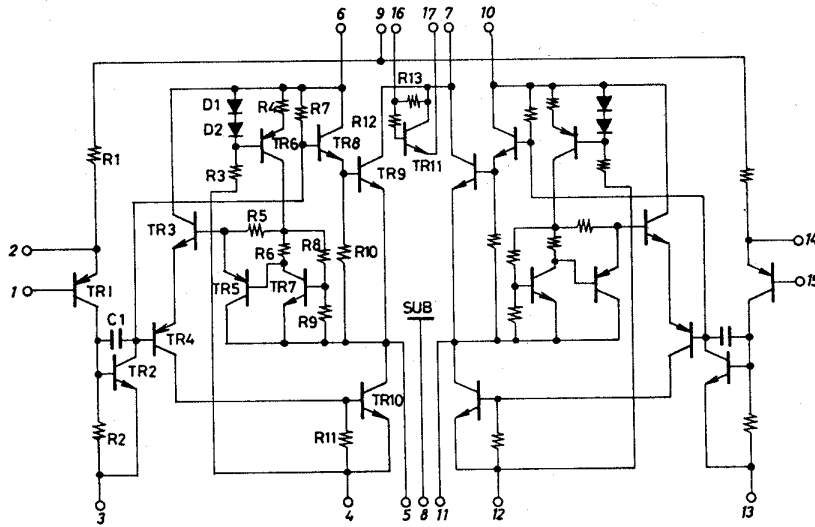 6 9 16 17 7 10
R13
D1 R4 R7
D2 R12
TR6 TR8
R1 R3 TR9 TR11
TR3 R5
2 R6 R8 R10 14
1 TR1 TR5 TR7 15
R9 SUB
C1
TR4
TR2
TR10
R2 R11
3 4 5 8 11 12 13